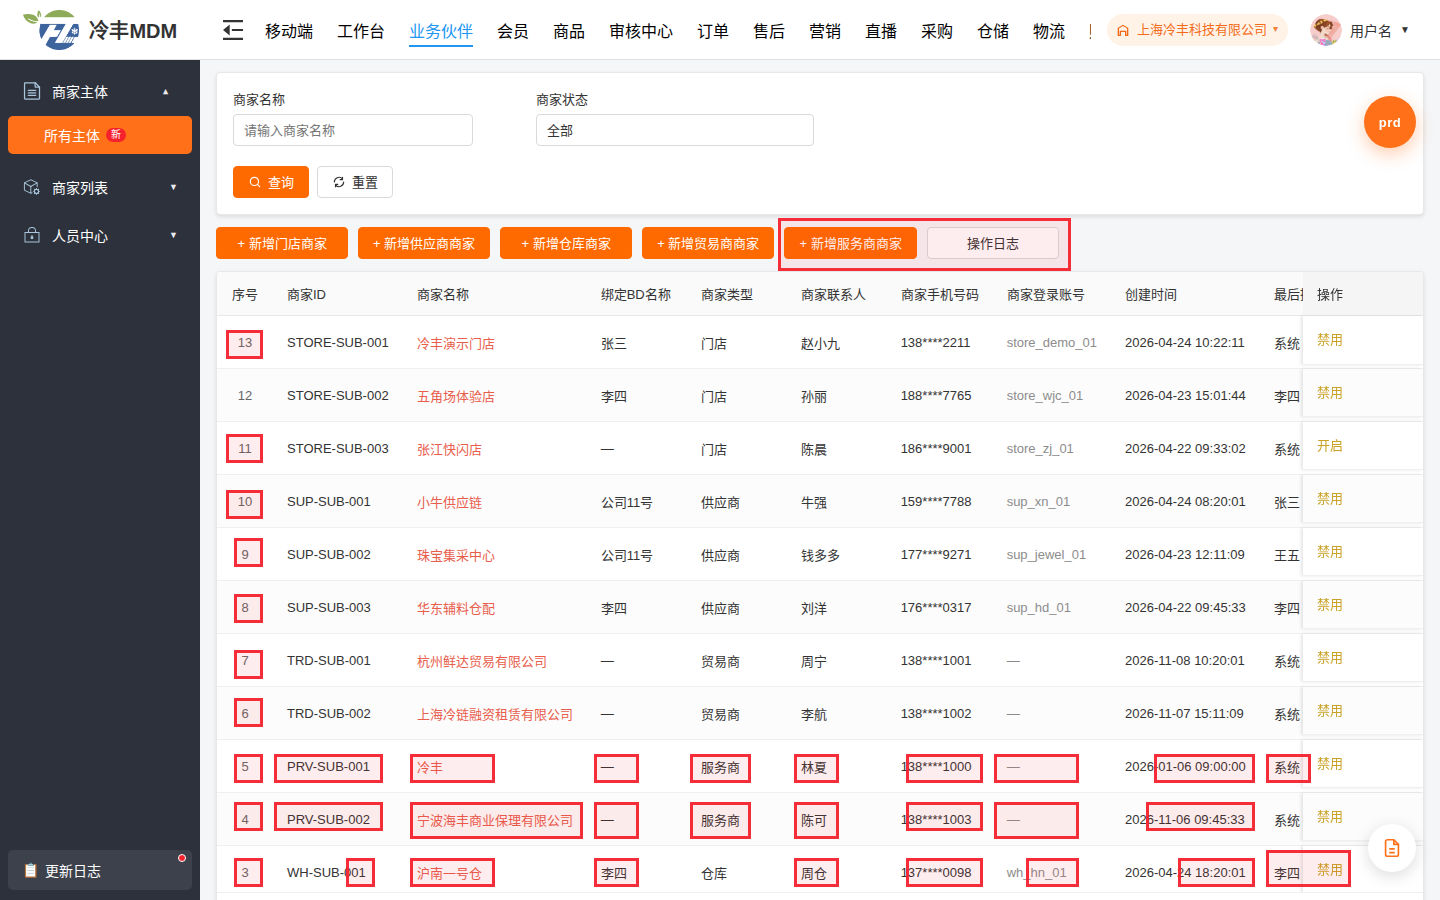 冷丰MDM
移动端 工作台 业务伙伴 会员 商品 审核中心 订单 售后 营销 直播 采购 仓储 物流
上海冷丰科技有限公司 ▾
用户名 ▼
商家主体 ▲
所有主体 新
商家列表 ▼
人员中心 ▼
更新日志
商家名称 商家状态
请输入商家名称 全部
prd
查询 重置
+ 新增门店商家 + 新增供应商商家 + 新增仓库商家 + 新增贸易商商家 + 新增服务商商家 操作日志
序号 商家ID 商家名称 绑定BD名称 商家类型 商家联系人 商家手机号码 商家登录账号 创建时间 最后 操作
13 STORE-SUB-001 冷丰演示门店 张三 门店 赵小九 138****2211 store_demo_01 2026-04-24 10:22:11 系统 禁用
12 STORE-SUB-002 五角场体验店 李四 门店 孙丽 188****7765 store_wjc_01 2026-04-23 15:01:44 李四 禁用
11 STORE-SUB-003 张江快闪店 — 门店 陈晨 186****9001 store_zj_01 2026-04-22 09:33:02 系统 开启
10 SUP-SUB-001 小牛供应链 公司11号 供应商 牛强 159****7788 sup_xn_01 2026-04-24 08:20:01 张三 禁用
9 SUP-SUB-002 珠宝集采中心 公司11号 供应商 钱多多 177****9271 sup_jewel_01 2026-04-23 12:11:09 王五 禁用
8 SUP-SUB-003 华东辅料仓配 李四 供应商 刘洋 176****0317 sup_hd_01 2026-04-22 09:45:33 李四 禁用
7 TRD-SUB-001 杭州鲜达贸易有限公司 — 贸易商 周宁 138****1001 — 2026-11-08 10:20:01 系统 禁用
6 TRD-SUB-002 上海冷链融资租赁有限公司 — 贸易商 李航 138****1002 — 2026-11-07 15:11:09 系统 禁用
5 PRV-SUB-001 冷丰 — 服务商 林夏 138****1000 — 2026-01-06 09:00:00 系统 禁用
4 PRV-SUB-002 宁波海丰商业保理有限公司 — 服务商 陈可 138****1003 — 2026-11-06 09:45:33 系统 禁用
3 WH-SUB-001 沪南一号仓 李四 仓库 周仓 137****0098 wh_hn_01 2026-04-24 18:20:01 李四 禁用